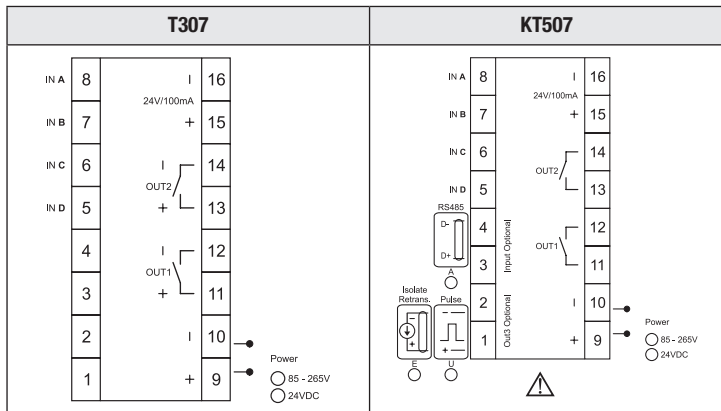 T307
KT507
IN A 8 I 16
24V/100mA
IN B 7 + 15
IN C 6 I 14
OUT2
IN D 5 + 13
4 I 12
OUT1
3 + 11
2 I 10
1 + 9
Power
85 - 265V
24VDC
IN A 8 I 16
24V/100mA
IN B 7 + 15
IN C 6 14
OUT2
IN D 5 13
RS485
D-
D+
A
4 12
Input Optional
OUT1
3 11
Isolate
Retrans.
Pulse
E
U
2 I 10
Out3 Optional
1 + 9
Power
85 - 265V
24VDC